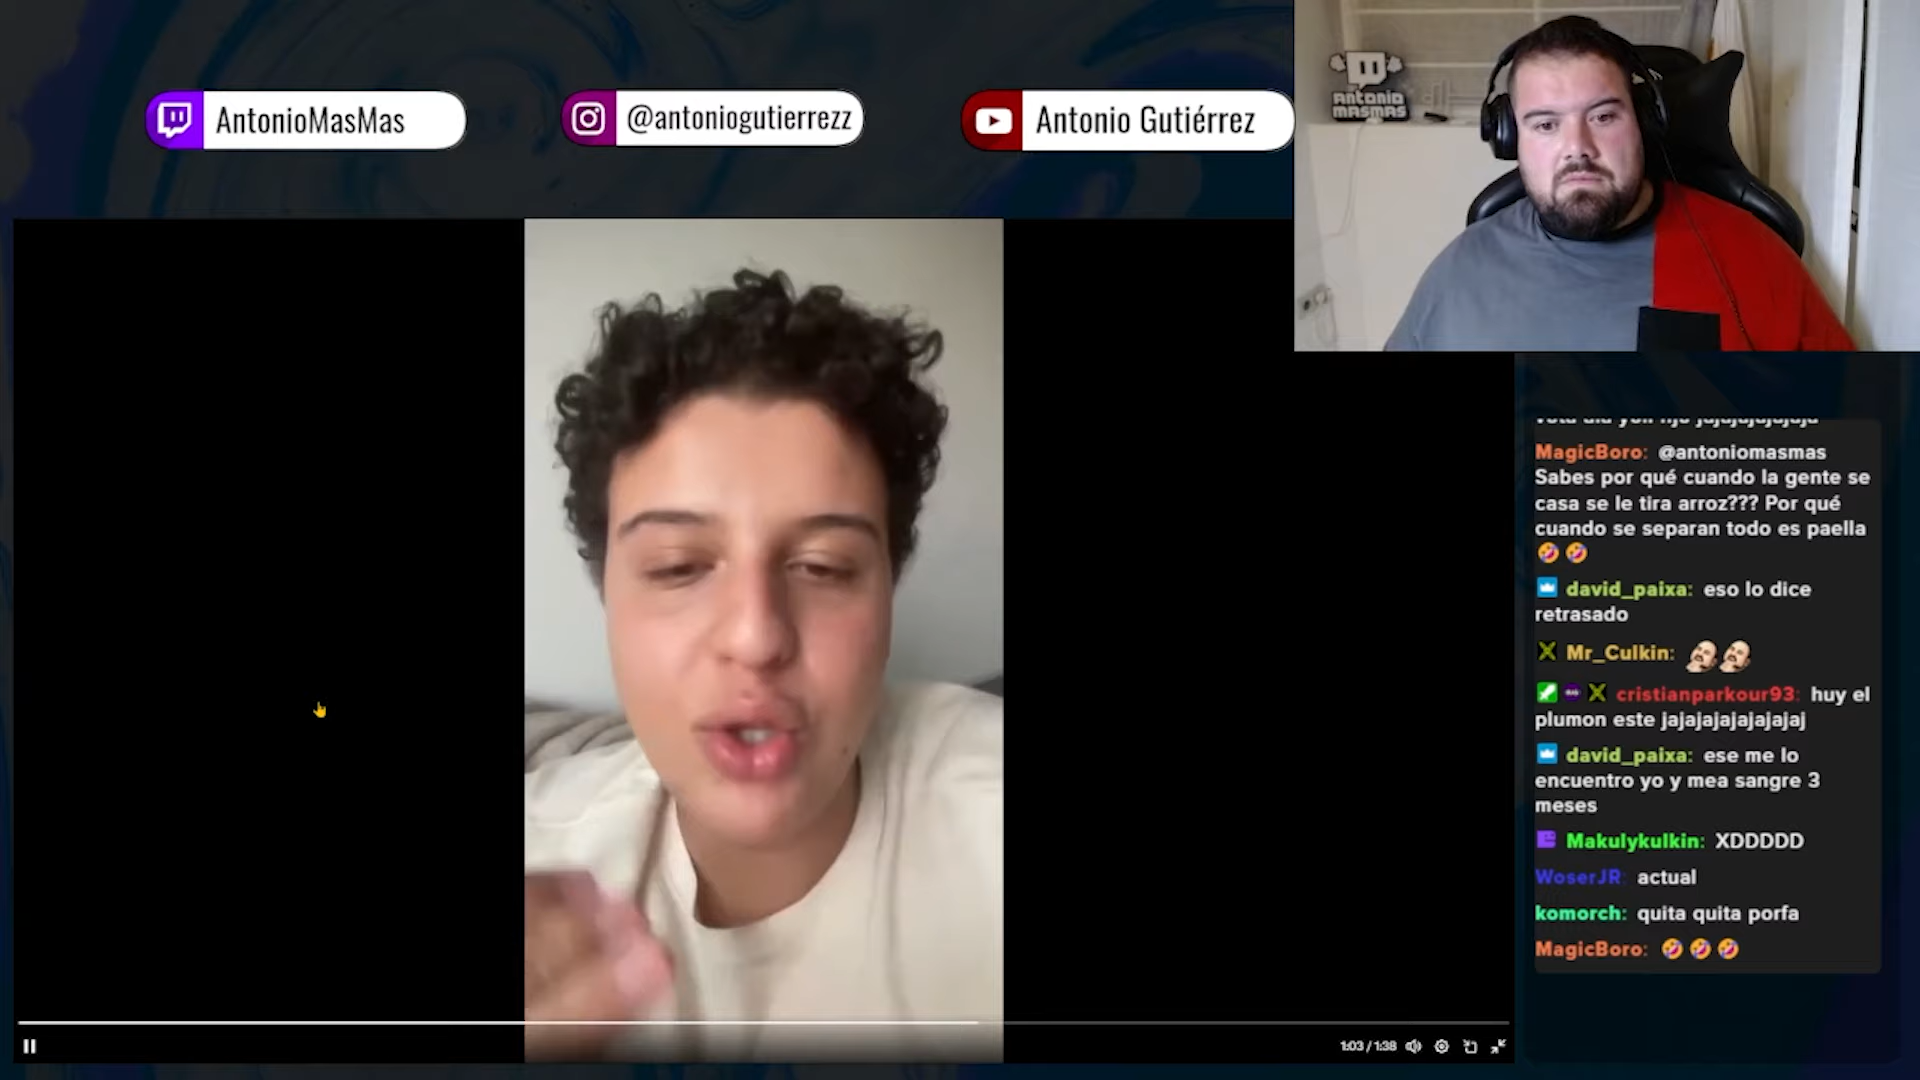 AntonioMasMas
@antoniogutierrezz
Antonio Gutiérrez
ANTONIO
MASMAS
MagicBoro: @antoniomasmas
Sabes por qué cuando la gente se
casa se le tira arroz??? Por qué
cuando se separan todo es paella
🤣 🤣
david_paixa: eso lo dice
retrasado
Mr_Culkin:
cristianparkour93: huy el
plumon este jajajajajajajaj
david_paixa: ese me lo
encuentro yo y mea sangre 3
meses
Makulykulkin: XDDDDD
WoserJR: actual
komorch: quita quita porfa
MagicBoro: 🤣 🤣 🤣
1:03 / 1:38